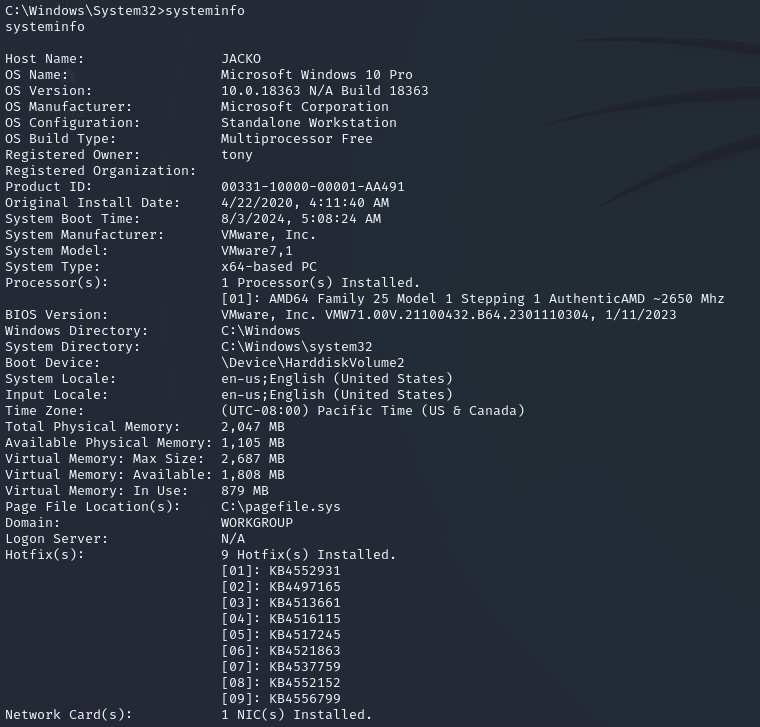 C:\Windows\System32>systeminfo
systeminfo
Host Name: JACKO
OS Name: Microsoft Windows 10 Pro
OS Version: 10.0.18363 N/A Build 18363
OS Manufacturer: Microsoft Corporation
OS Configuration: Standalone Workstation
OS Build Type: Multiprocessor Free
Registered Owner: tony
Registered Organization:
Product ID: 00331-10000-00001-AA491
Original Install Date: 4/22/2020, 4:11:40 AM
System Boot Time: 8/3/2024, 5:08:24 AM
System Manufacturer: VMware, Inc.
System Model: VMware7,1
System Type: x64-based PC
Processor(s): 1 Processor(s) Installed.
[01]: AMD64 Family 25 Model 1 Stepping 1 AuthenticAMD ~2650 Mhz
BIOS Version: VMware, Inc. VMW71.00V.21100432.B64.2301110304, 1/11/2023
Windows Directory: C:\Windows
System Directory: C:\Windows\system32
Boot Device: \Device\HarddiskVolume2
System Locale: en-us;English (United States)
Input Locale: en-us;English (United States)
Time Zone: (UTC-08:00) Pacific Time (US & Canada)
Total Physical Memory: 2,047 MB
Available Physical Memory: 1,105 MB
Virtual Memory: Max Size: 2,687 MB
Virtual Memory: Available: 1,808 MB
Virtual Memory: In Use: 879 MB
Page File Location(s): C:\pagefile.sys
Domain: WORKGROUP
Logon Server: N/A
Hotfix(s): 9 Hotfix(s) Installed.
[01]: KB4552931
[02]: KB4497165
[03]: KB4513661
[04]: KB4516115
[05]: KB4517245
[06]: KB4521863
[07]: KB4537759
[08]: KB4552152
[09]: KB4556799
Network Card(s): 1 NIC(s) Installed.